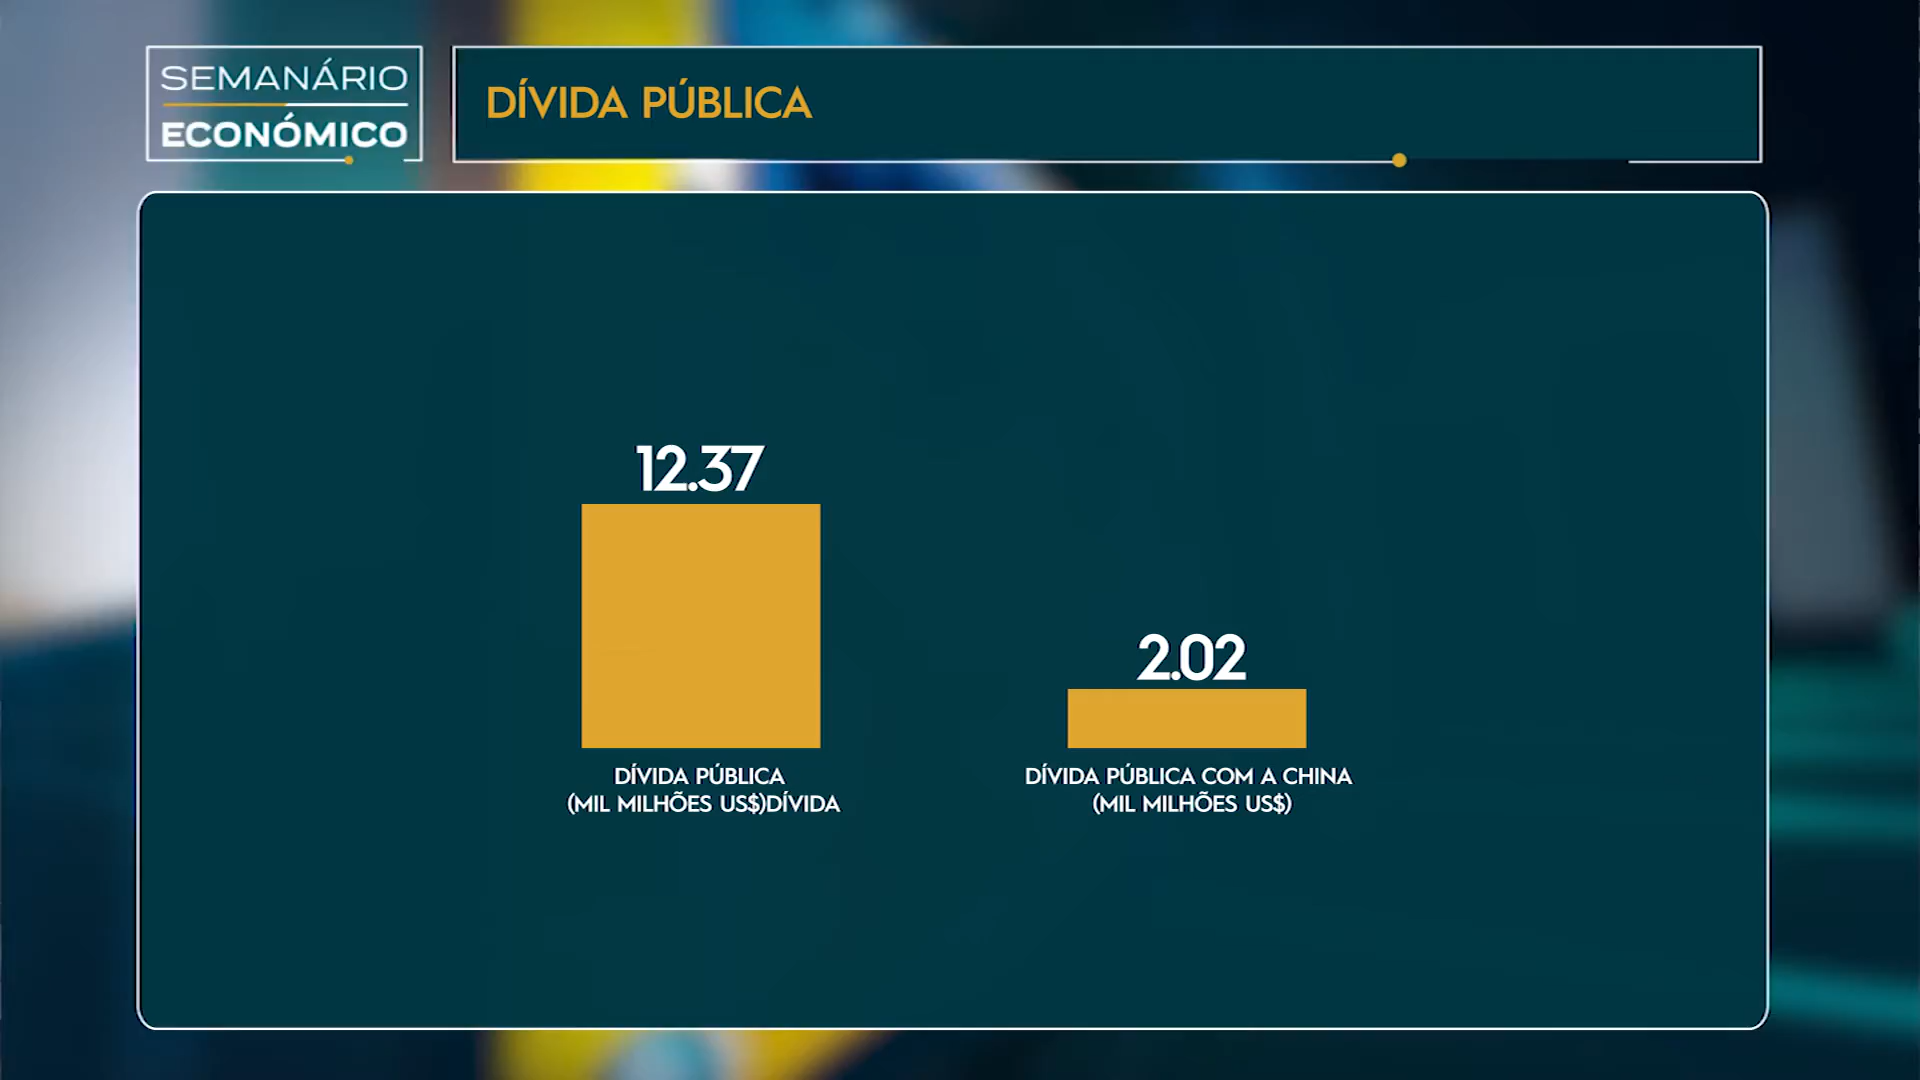 SEMANÁRIO
ECONÓMICO
DÍVIDA PÚBLICA
12.37
2.02
DÍVIDA PÚBLICA
(MIL MILHÕES US$)DÍVIDA
DÍVIDA PÚBLICA COM A CHINA
(MIL MILHÕES US$)